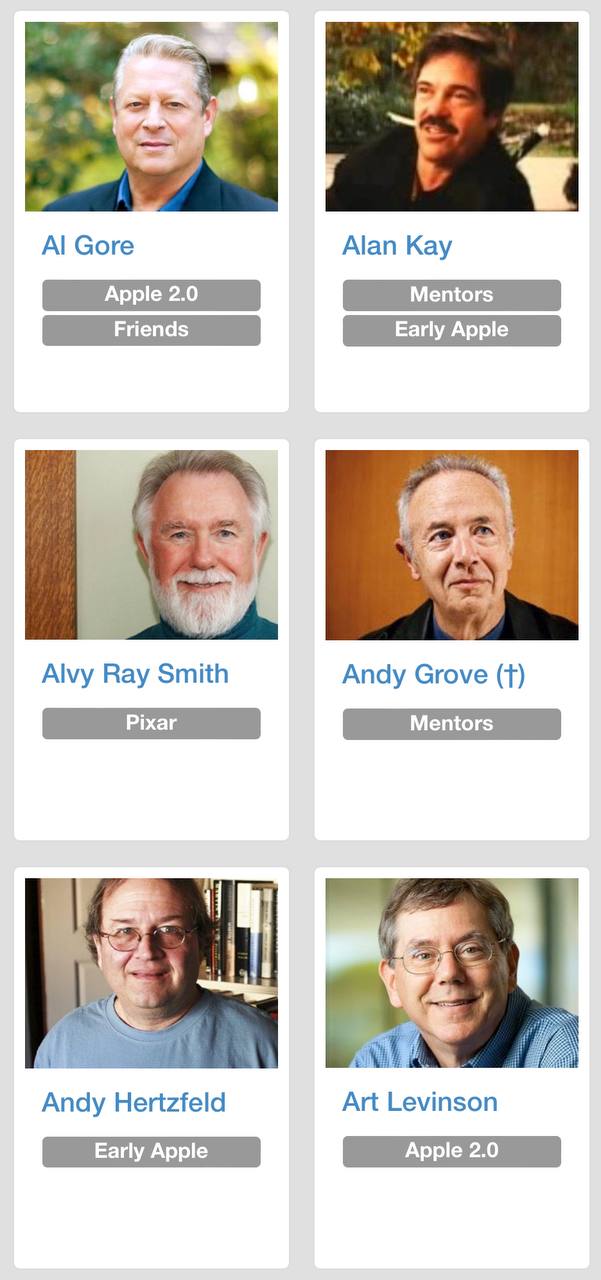 Al Gore
Apple 2.0
Friends
Alan Kay
Mentors
Early Apple
Alvy Ray Smith
Pixar
Andy Grove (†)
Mentors
Andy Hertzfeld
Early Apple
Art Levinson
Apple 2.0